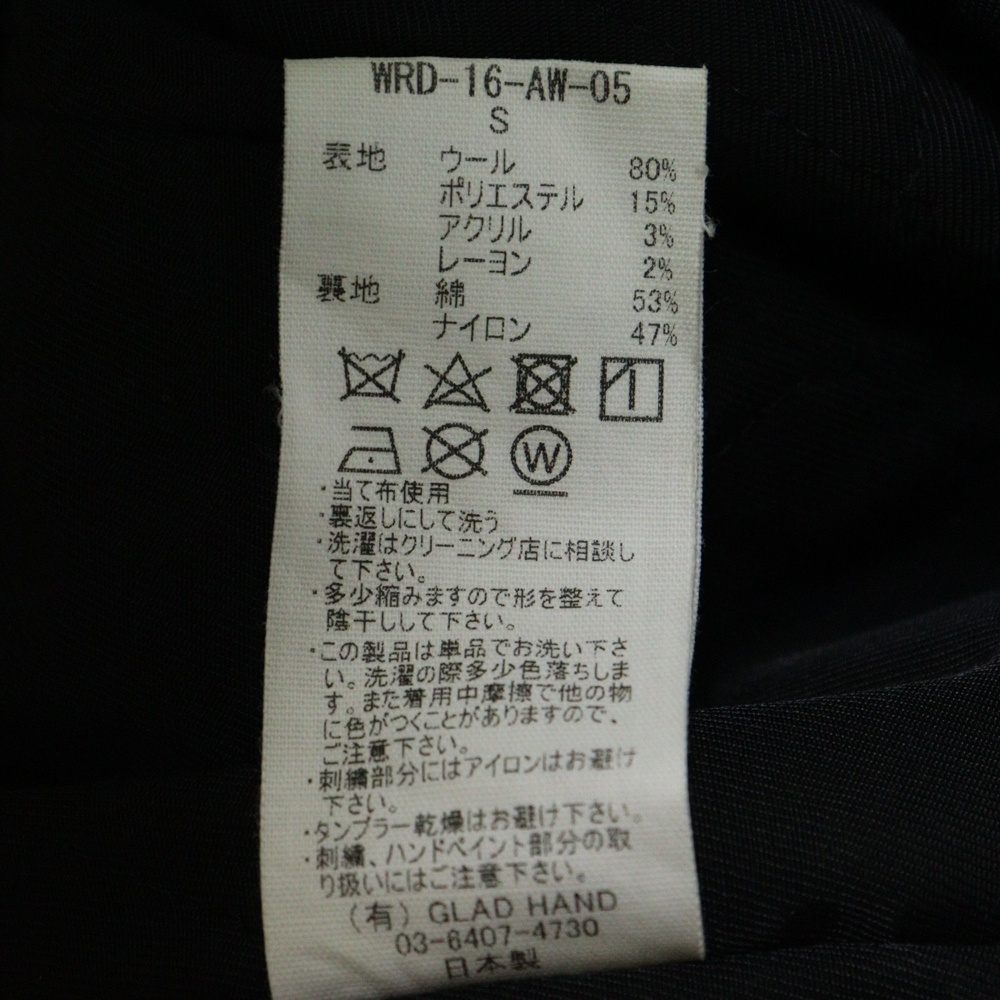 WRD-16-AW-05
S
表地 ウール 80%
ポリエステル 15%
アクリル 3%
レーヨン 2%
裏地 綿 53%
ナイロン 47%
W
・当て布使用
・裏返しにして洗う
・洗濯はクリーニング店に相談し
て下さい。
・多少縮みますので形を整えて
陰干しして下さい。
・この製品は単品でお洗い下さ
い。洗濯の際多少色落ちしま
す。また着用中摩擦で他の物
に色がつくことがありますので、
ご注意下さい。
・刺繍部分にはアイロンはお避け
下さい。
・タンブラー乾燥はお避け下さい。
・刺繍、ハンドペイント部分の取
り扱いにはご注意下さい。
(有) GLAD HAND
03-6407-4730
日本製